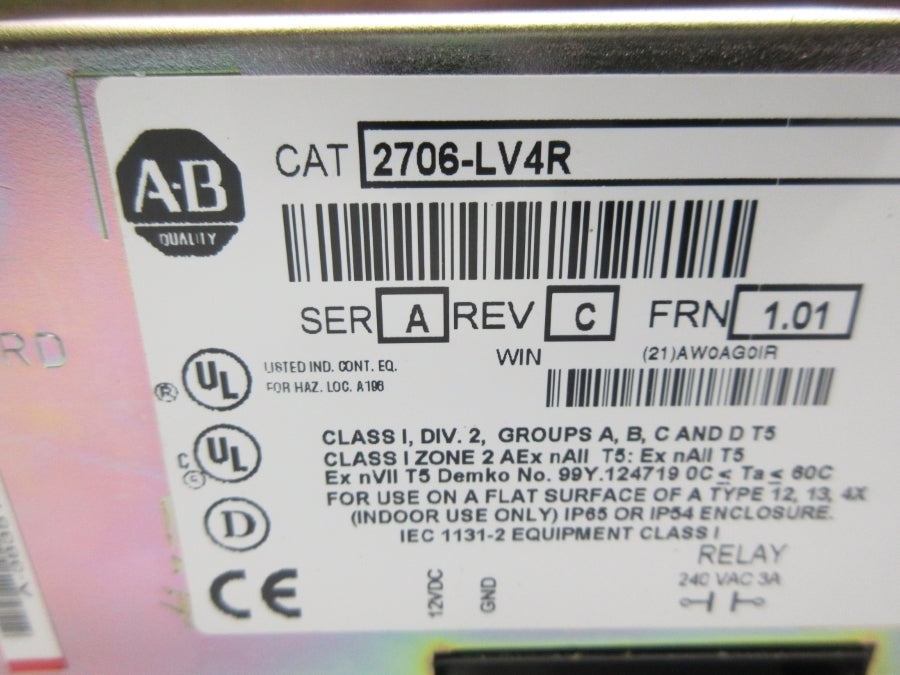 A-B
QUALITY
CAT 2706-LV4R
SER A REV C FRN 1.01
WIN (21)AW0AG0IR
RD
UL
LISTED IND. CONT. EQ.
FOR HAZ. LOC. A196
®
UL
C
CLASS I, DIV. 2, GROUPS A, B, C AND D T5
CLASS I ZONE 2 AEx nAII T5: Ex nAII T5
Ex nVII T5 Demko No. 99Y.124719 0C ≤ Ta ≤ 60C
FOR USE ON A FLAT SURFACE OF A TYPE 12, 13, 4X
(INDOOR USE ONLY) IP65 OR IP54 ENCLOSURE.
IEC 1131-2 EQUIPMENT CLASS I
D
CE
12VDC
GND
RELAY
240 VAC 3A